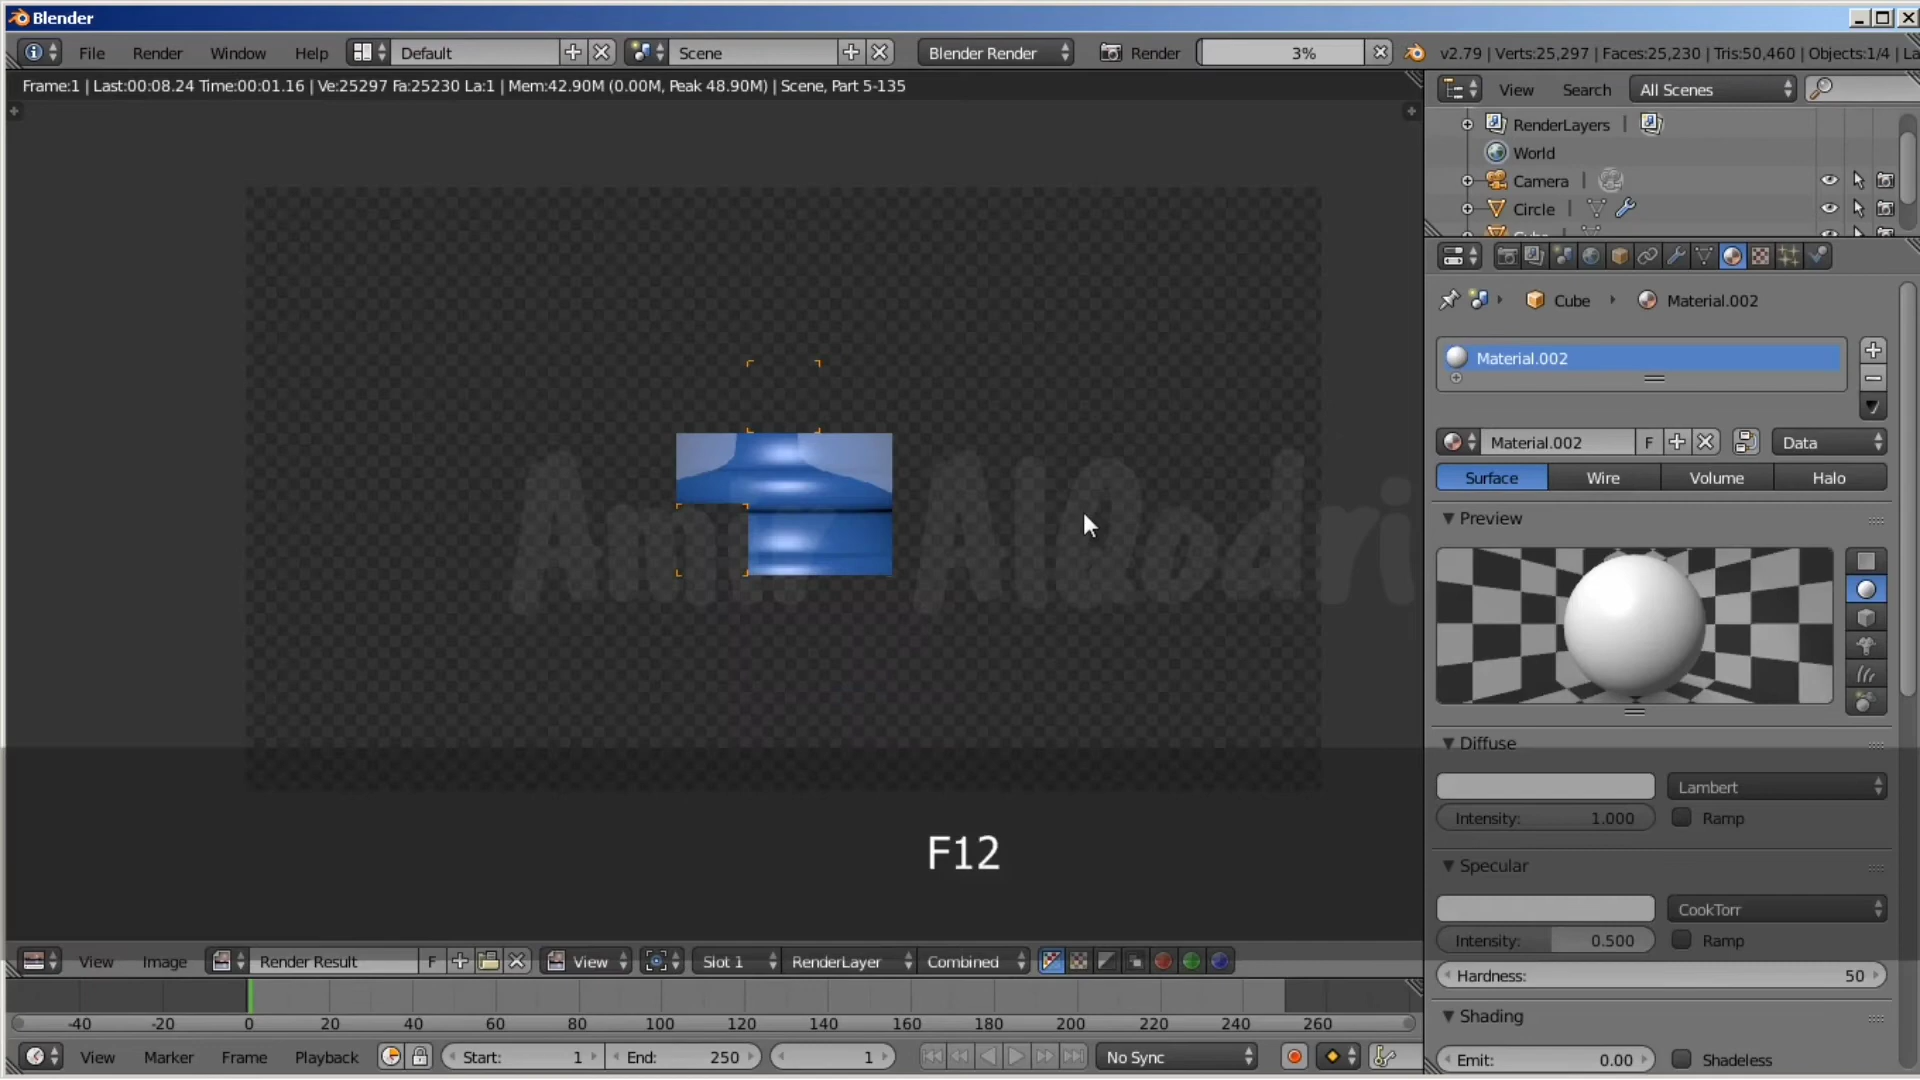 Blender
File Render Window Help Default Scene Blender Render Render 3% v2.79 | Verts:25,297 | Faces:25,230 | Tris:50,460 | Objects:1/4 | La
Frame:1 | Last:00:08.24 Time:00:01.16 | Ve:25297 Fa:25230 La:1 | Mem:42.90M (0.00M, Peak 48.90M) | Scene, Part 5-135
View Search All Scenes
RenderLayers
World
Camera
Circle
Cube
Cube Material.002
Material.002
Material.002 F Data
Surface Wire Volume Halo
Preview
Diffuse
Lambert
Intensity: 1.000 Ramp
Specular
CookTorr
Intensity: 0.500 Ramp
Hardness: 50
Shading
Emit: 0.00 Shadeless
Amir AlQodri
F12
View Image Render Result F View Slot 1 RenderLayer Combined
-40 -20 0 20 40 60 80 100 120 140 160 180 200 220 240 260
View Marker Frame Playback Start: 1 End: 250 1 No Sync